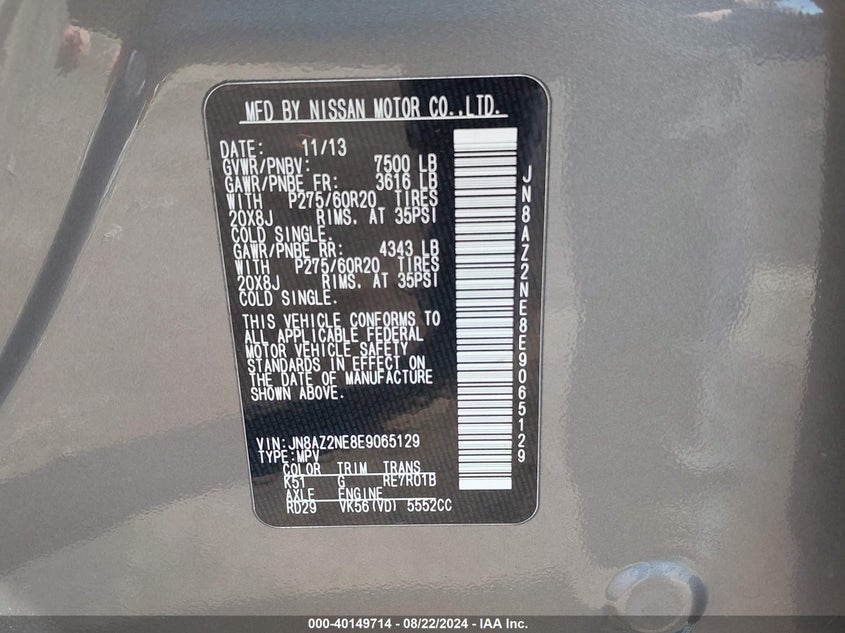 MFD BY NISSAN MOTOR CO.,LTD.
DATE: 11/13
GVWR/PNBV: 7500 LB
GAWR/PNBE FR: 3616 LB
WITH P275/60R20 TIRES
20X8J RIMS. AT 35PSI
COLD SINGLE.
GAWR/PNBE RR: 4343 LB
WITH P275/60R20 TIRES
20X8J RIMS. AT 35PSI
COLD SINGLE.
THIS VEHICLE CONFORMS TO
ALL APPLICABLE FEDERAL
MOTOR VEHICLE SAFETY
STANDARDS IN EFFECT ON
THE DATE OF MANUFACTURE
SHOWN ABOVE.
VIN:JN8AZ2NE8E9065129
TYPE:MPV
COLOR TRIM TRANS
K51 G RE7R01B
AXLE ENGINE
RD29 VK56(VD) 5552CC
JN8AZ2NE8E9065129
000-40149714 - 08/22/2024 - IAA Inc.